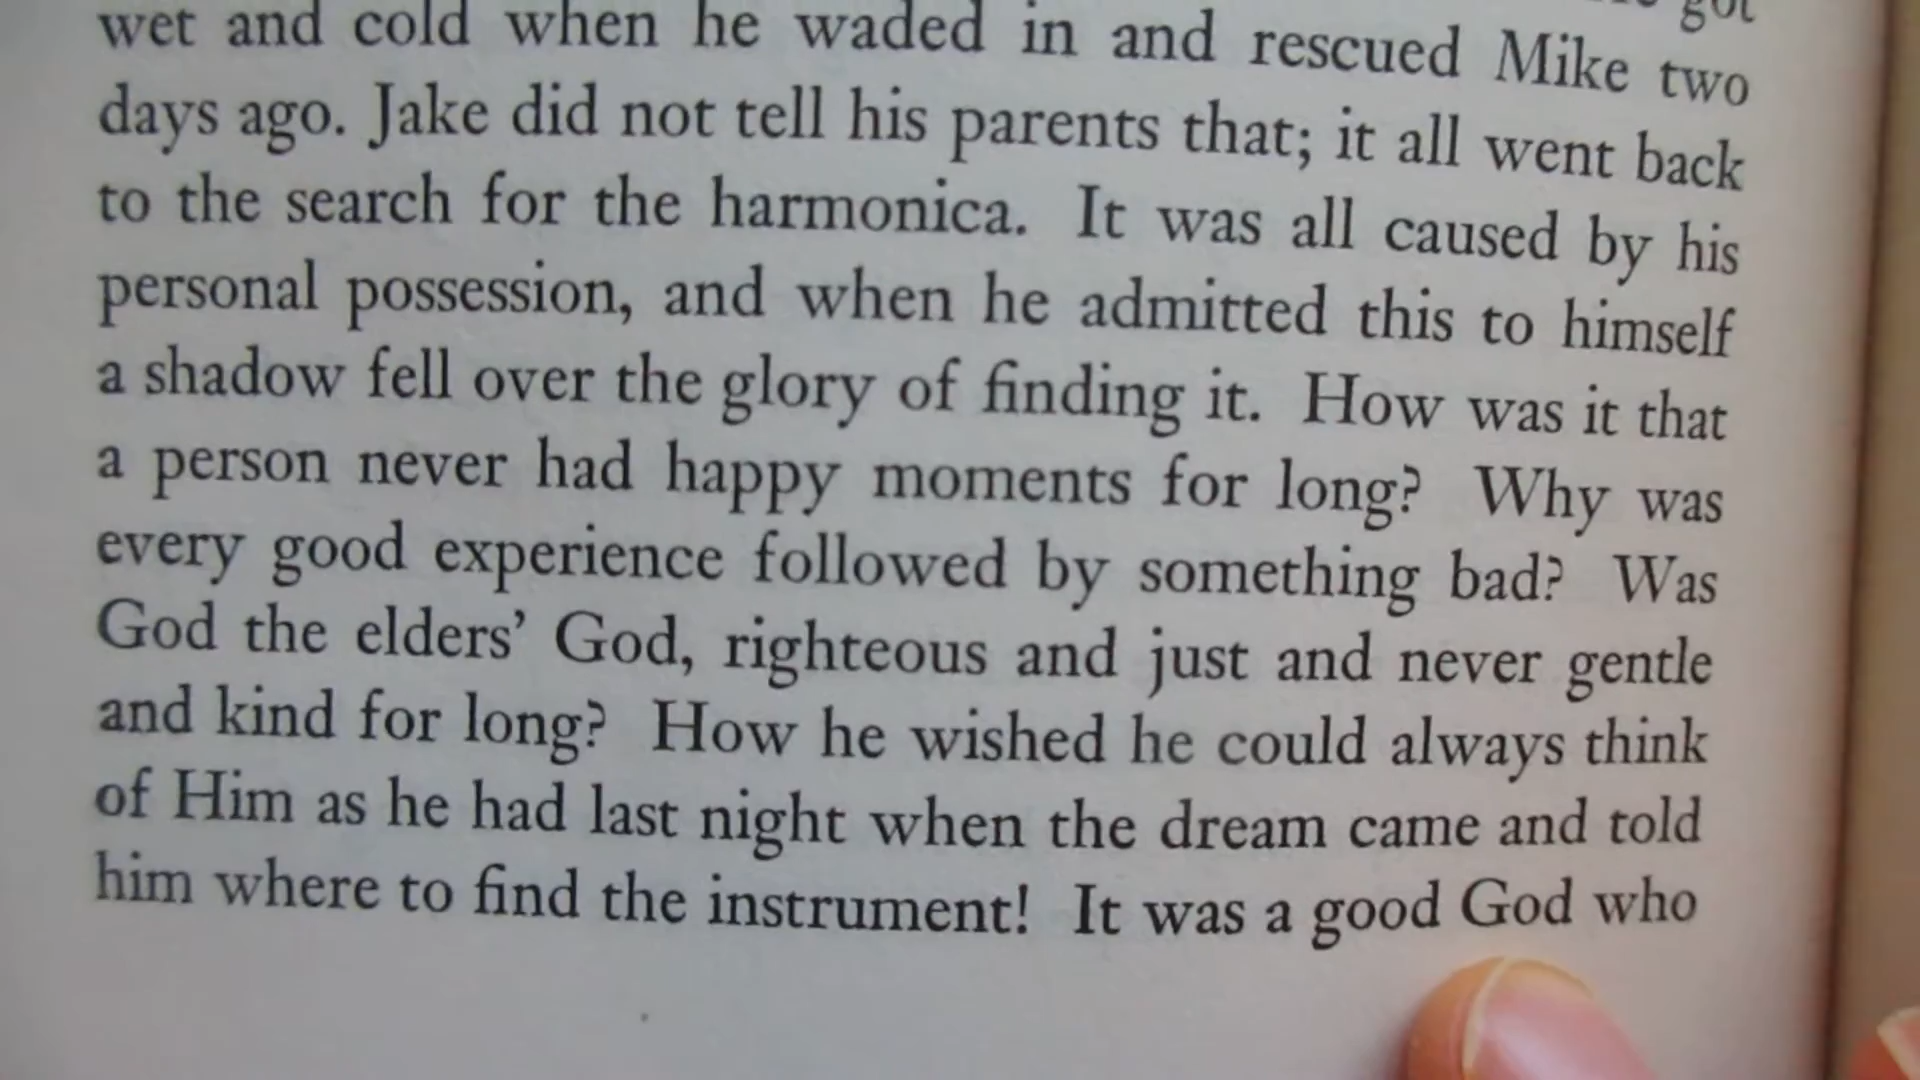 got
wet and cold when he waded in and rescued Mike two
days ago. Jake did not tell his parents that; it all went back
to the search for the harmonica. It was all caused by his
personal possession, and when he admitted this to himself
a shadow fell over the glory of finding it. How was it that
a person never had happy moments for long? Why was
every good experience followed by something bad? Was
God the elders’ God, righteous and just and never gentle
and kind for long? How he wished he could always think
of Him as he had last night when the dream came and told
him where to find the instrument! It was a good God who